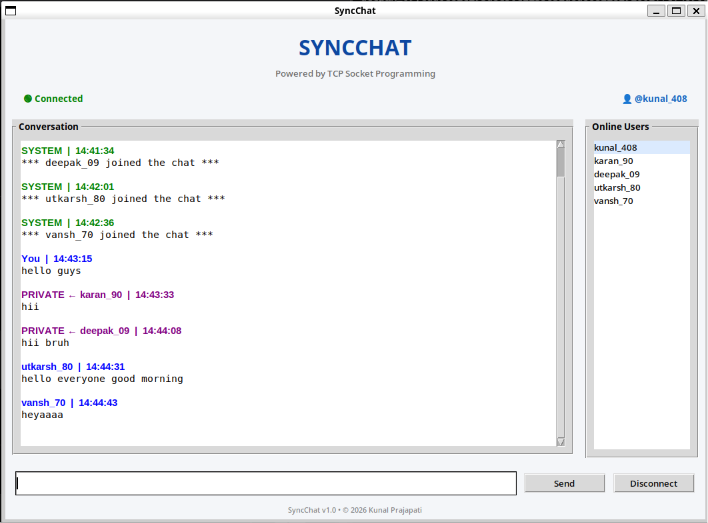 SyncChat
SYNCCHAT
Powered by TCP Socket Programming
Connected
@kunal_408
Conversation
SYSTEM | 14:41:34
*** deepak_09 joined the chat ***
SYSTEM | 14:42:01
*** utkarsh_80 joined the chat ***
SYSTEM | 14:42:36
*** vansh_70 joined the chat ***
You | 14:43:15
hello guys
PRIVATE ← karan_90 | 14:43:33
hii
PRIVATE ← deepak_09 | 14:44:08
hii bruh
utkarsh_80 | 14:44:31
hello everyone good morning
vansh_70 | 14:44:43
heyaaaa
Online Users
kunal_408
karan_90
deepak_09
utkarsh_80
vansh_70
Send
Disconnect
SyncChat v1.0 • © 2026 Kunal Prajapati